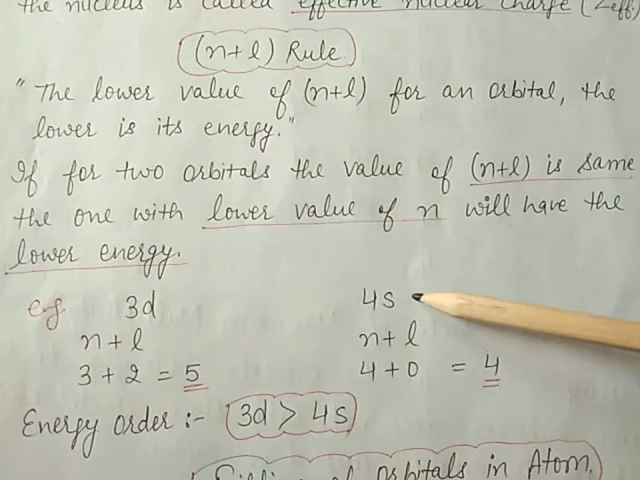 the nucleus is called effective nuclear charge (Zeff.
(n+l) Rule
"The lower value of (n+l) for an orbital, the
lower is its energy."
If for two orbitals the value of (n+l) is same
the one with lower value of n will have the
lower energy.
e.g 3d 4s
n+l n+l
3+2 = 5 4+0 = 4
Energy order :- 3d > 4s
Filling of orbitals in Atom.